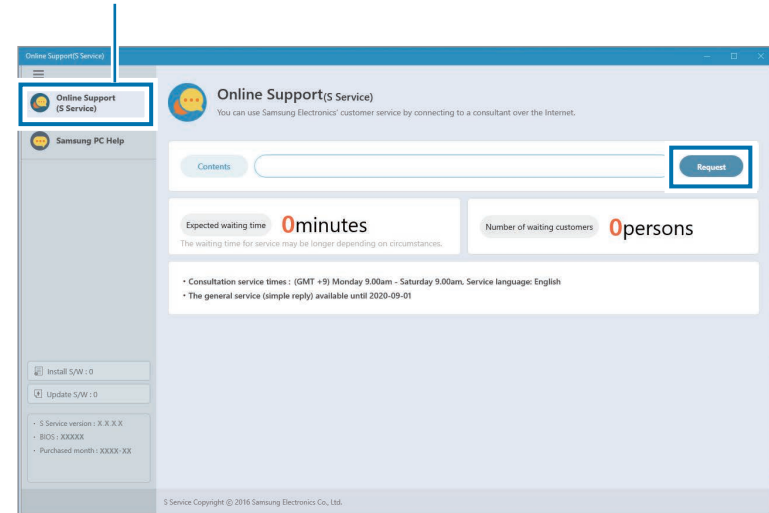 Online Support(S Service)
Online Support
(S Service)
Samsung PC Help
Online Support(S Service)
You can use Samsung Electronics' customer service by connecting to a consultant over the Internet.
Contents
Request
Expected waiting time 0minutes
The waiting time for service may be longer depending on circumstances.
Number of waiting customers 0persons
• Consultation service times : (GMT +9) Monday 9.00am - Saturday 9.00am, Service language: English
• The general service (simple reply) available until 2020-09-01
Install S/W : 0
Update S/W : 0
• S Service version : X X X X
• BIOS : XXXXX
• Purchased month : XXXX-XX
S Service Copyright © 2016 Samsung Electronics Co., Ltd.